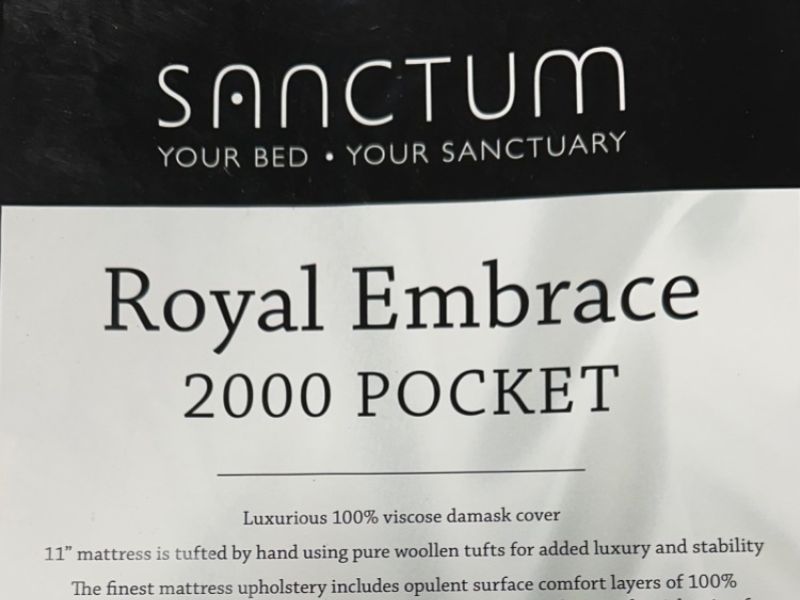 SANCTUM
YOUR BED • YOUR SANCTUARY
Royal Embrace
2000 POCKET
Luxurious 100% viscose damask cover
11” mattress is tufted by hand using pure woollen tufts for added luxury and stability
The finest mattress upholstery includes opulent surface comfort layers of 100%